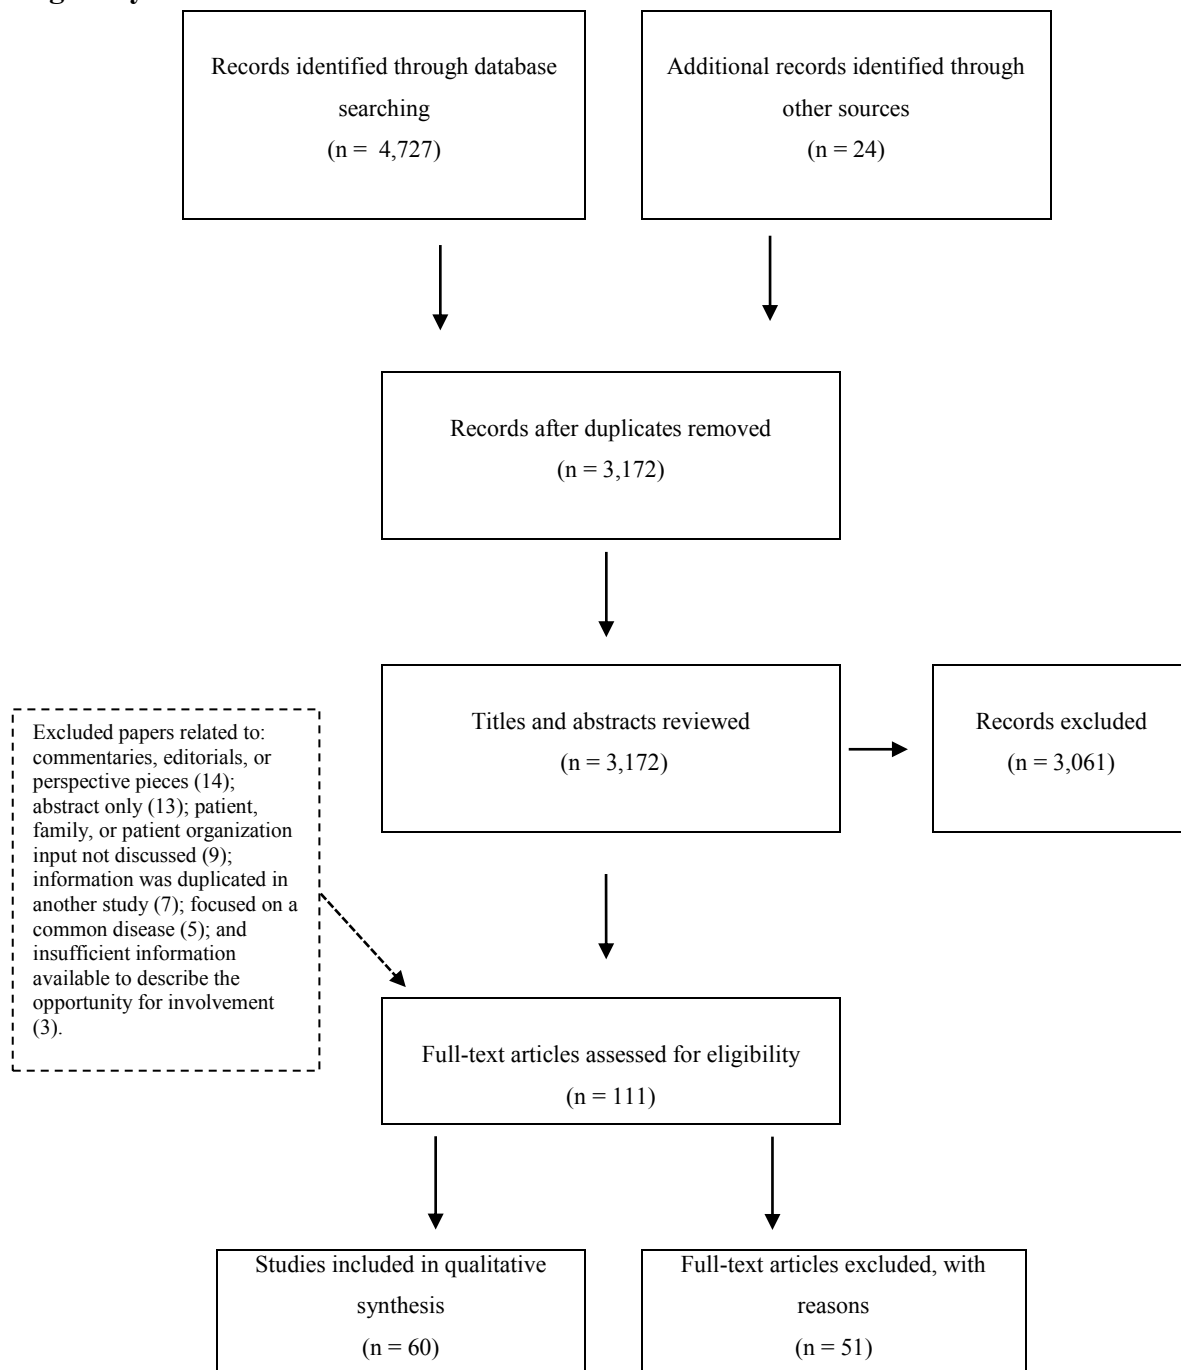 Records identified through database
searching
(n =  4,727)
Additional records identified through
other sources
(n = 24)
Records after duplicates removed
(n = 3,172)
Titles and abstracts reviewed
(n = 3,172)
Records excluded
(n = 3,061)
Excluded papers related to:
commentaries, editorials, or
perspective pieces (14);
abstract only (13); patient,
family, or patient organization
input not discussed (9);
information was duplicated in
another study (7); focused on a
common disease (5); and
insufficient information
available to describe the
opportunity for involvement
(3).
Full-text articles assessed for eligibility
(n = 111)
Studies included in qualitative
synthesis
(n = 60)
Full-text articles excluded, with
reasons
(n = 51)